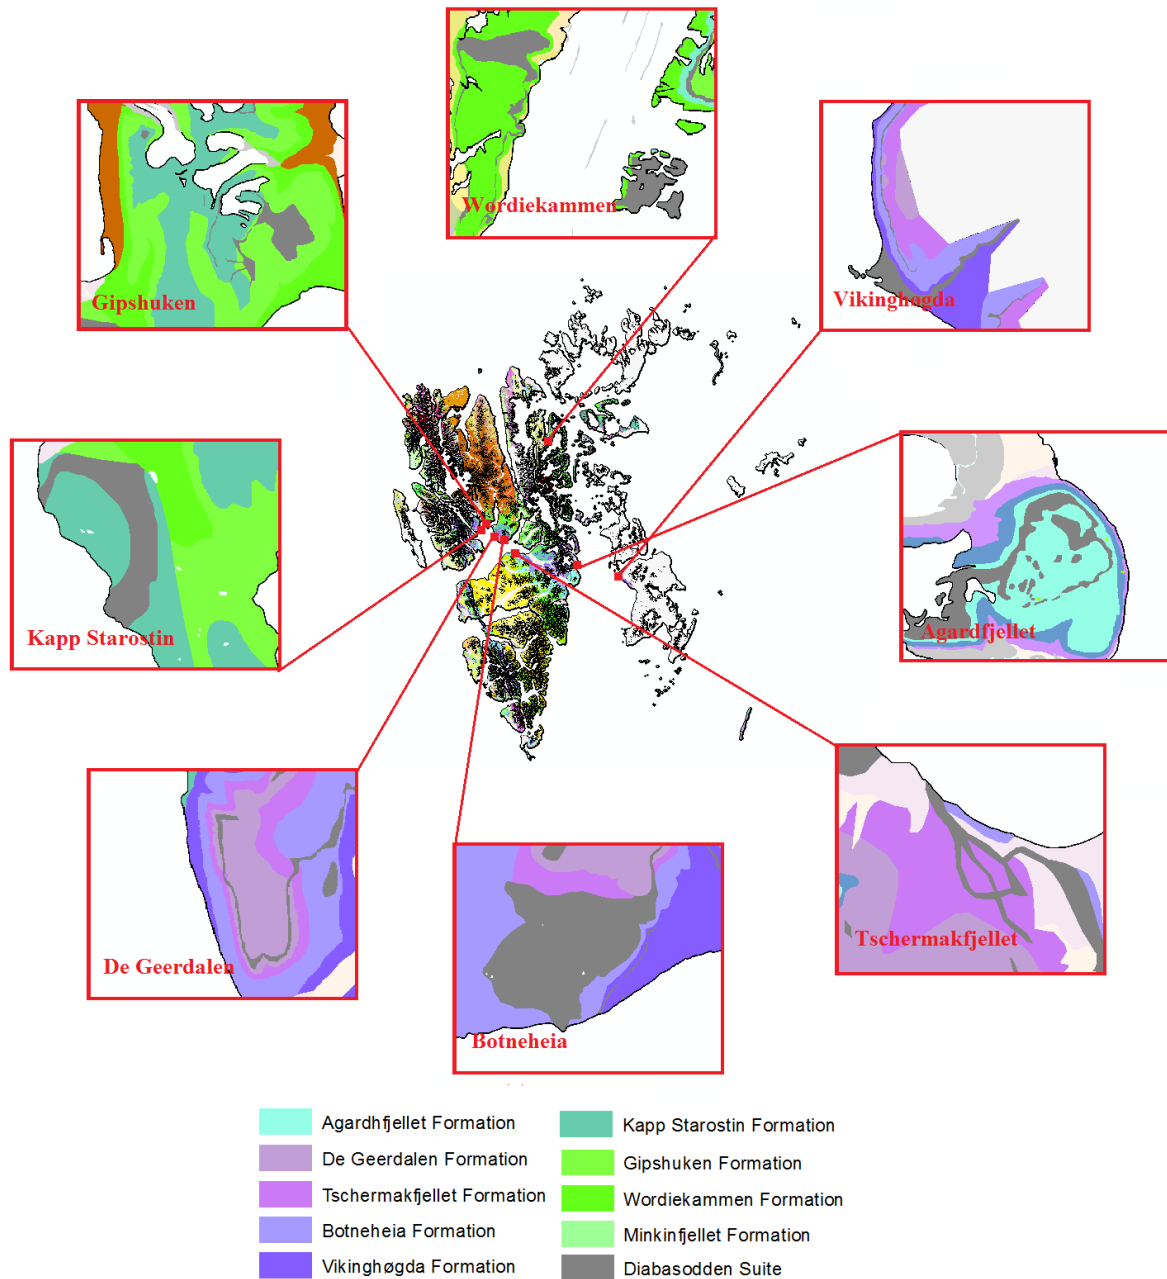 Wordiekammen
Gipshuken
Vikinghøgda
Kapp Starostin
Agardfjellet
De Geerdalen
Botneheia
Tschermakfjellet
Agardhfjellet Formation
De Geerdalen Formation
Tschermakfjellet Formation
Botneheia Formation
Vikinghøgda Formation
Kapp Starostin Formation
Gipshuken Formation
Wordiekammen Formation
Minkinfjellet Formation
Diabasodden Suite